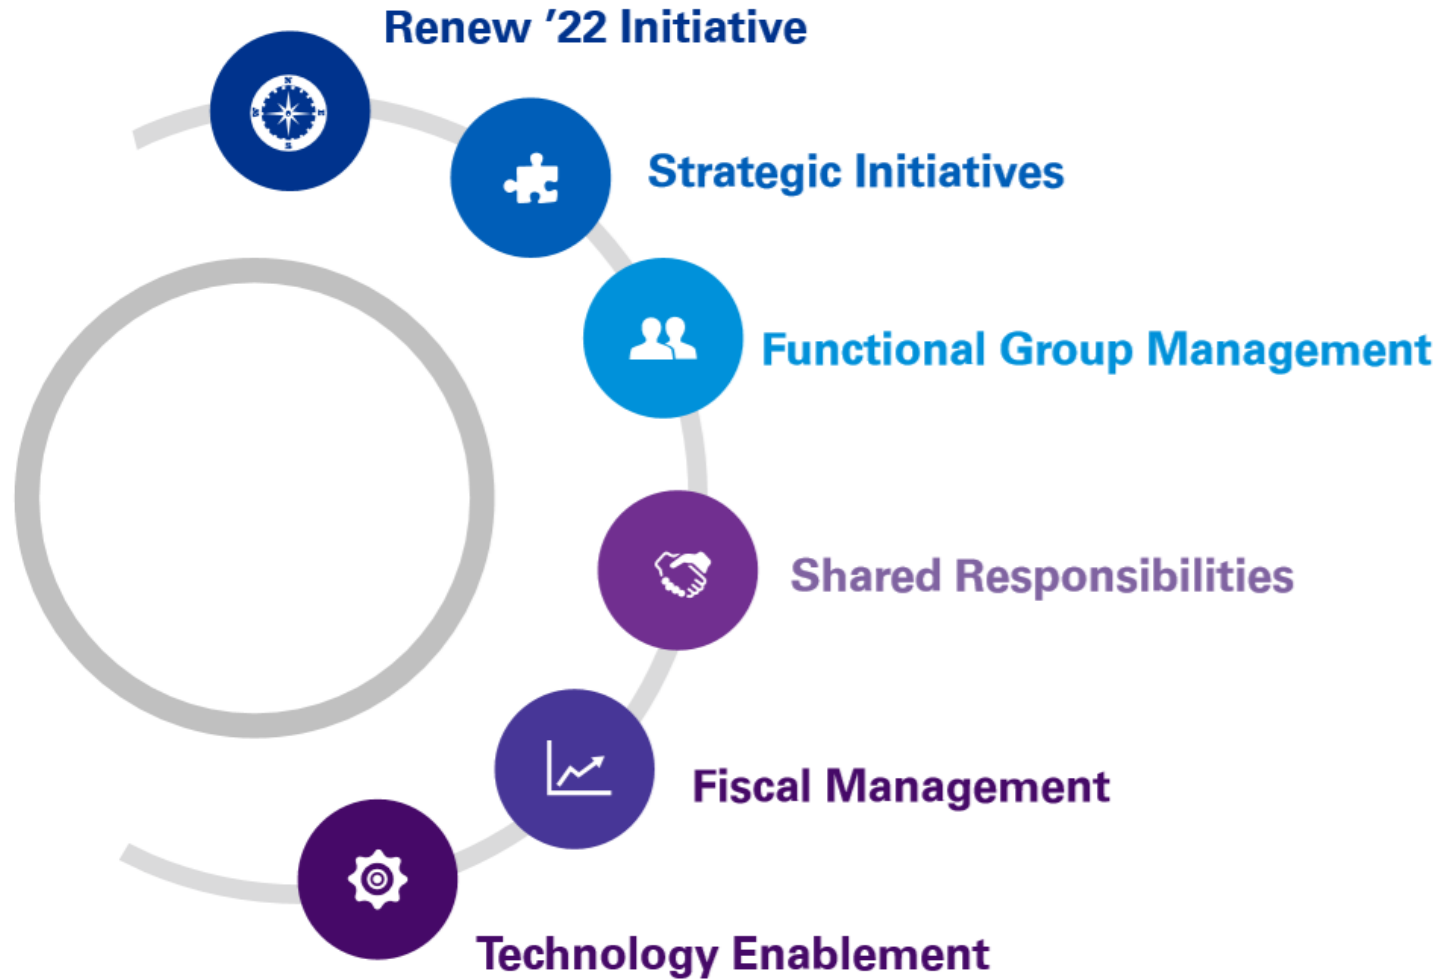 Renew ’22 Initiative
Strategic Initiatives
Functional Group Management
Shared Responsibilities
Fiscal Management
Technology Enablement